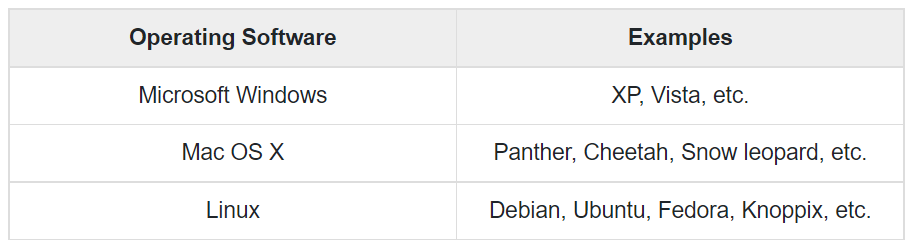 Operating Software Examples
Microsoft Windows XP, Vista, etc.
Mac OS X Panther, Cheetah, Snow leopard, etc.
Linux Debian, Ubuntu, Fedora, Knoppix, etc.